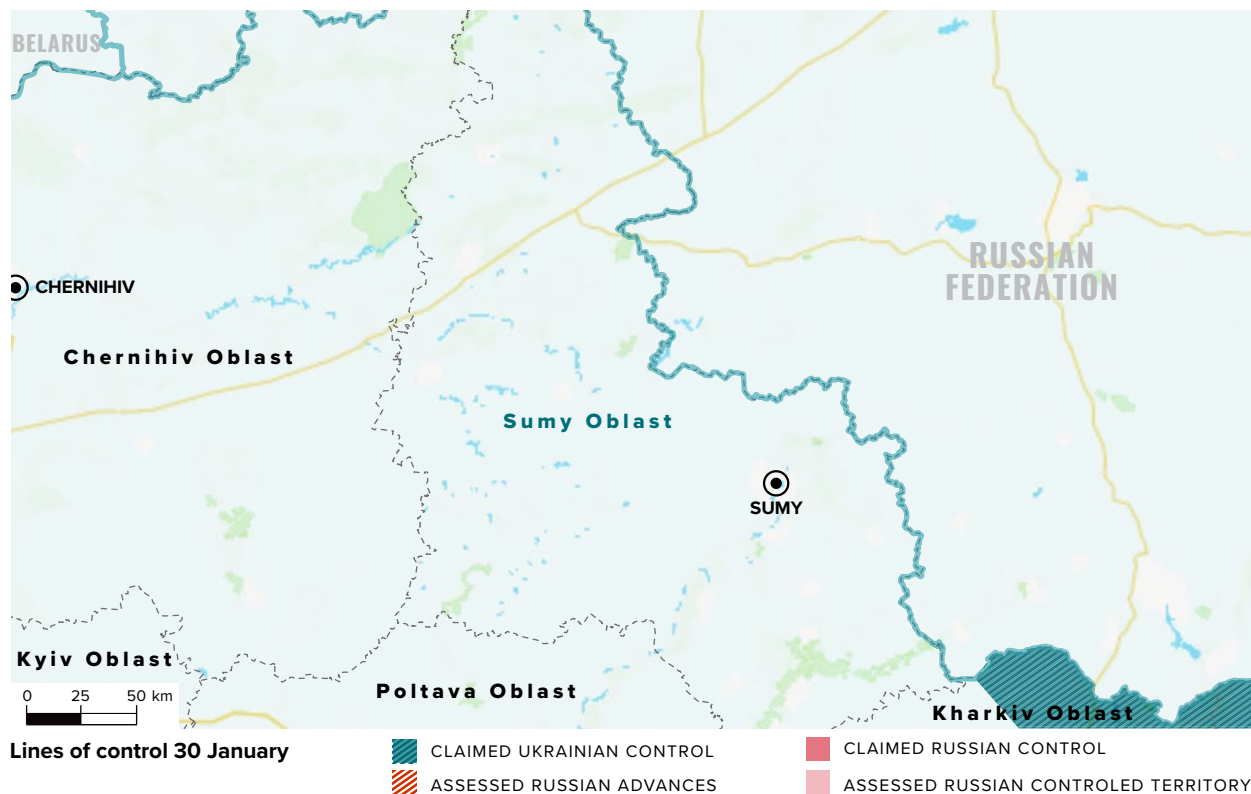 BELARUS
RUSSIAN
FEDERATION
CHERNIHIV
Chernihiv Oblast
Sumy Oblast
SUMY
Kyiv Oblast
Poltava Oblast
Kharkiv Oblast
0 25 50 km
Lines of control 30 January
CLAIMED UKRAINIAN CONTROL
CLAIMED RUSSIAN CONTROL
ASSESSED RUSSIAN ADVANCES
ASSESSED RUSSIAN CONTROLED TERRITORY